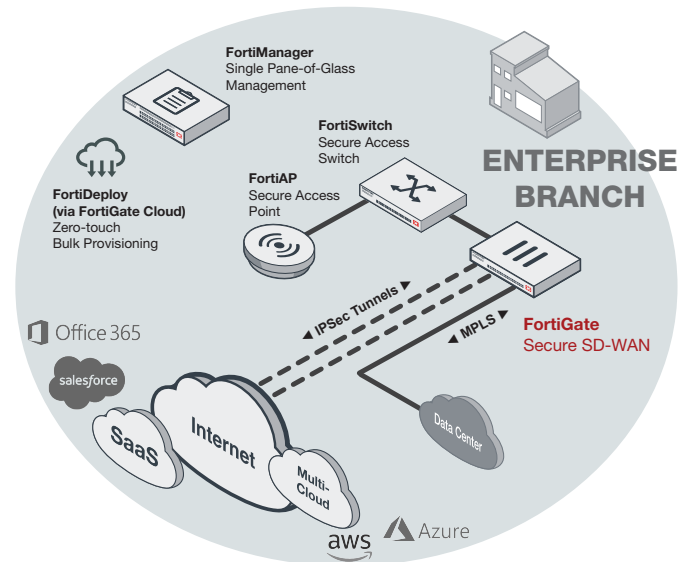 FortiManager
Single Pane-of-Glass
Management
FortiSwitch
Secure Access
Switch
ENTERPRISE
BRANCH
FortiAP
Secure Access
Point
FortiDeploy
(via FortiGate Cloud)
Zero-touch
Bulk Provisioning
◄ IPSec Tunnels ►
◄ MPLS ►
FortiGate
Secure SD-WAN
Office 365
salesforce
SaaS
Internet
Multi-
Cloud
Data Center
aws
Azure